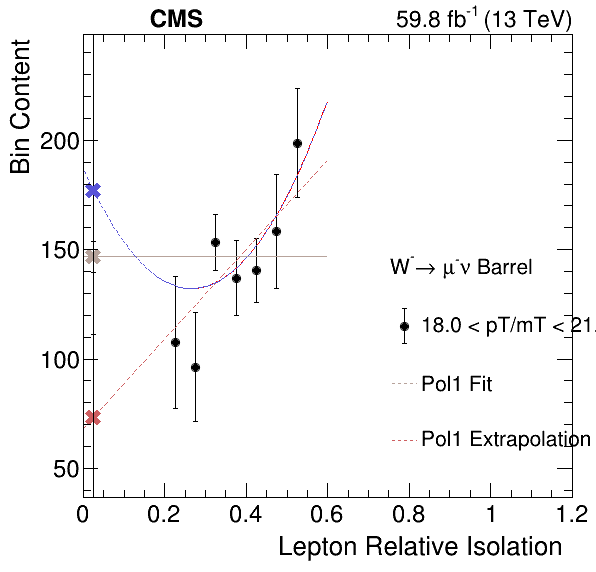 CMS
59.8 fb⁻¹ (13 TeV)
Bin Content
200
150
100
50
W⁻→ μ⁻ν Barrel
18.0 < pT/mT < 21.
Pol1 Fit
Pol1 Extrapolation
0 0.2 0.4 0.6 0.8 1 1.2
Lepton Relative Isolation